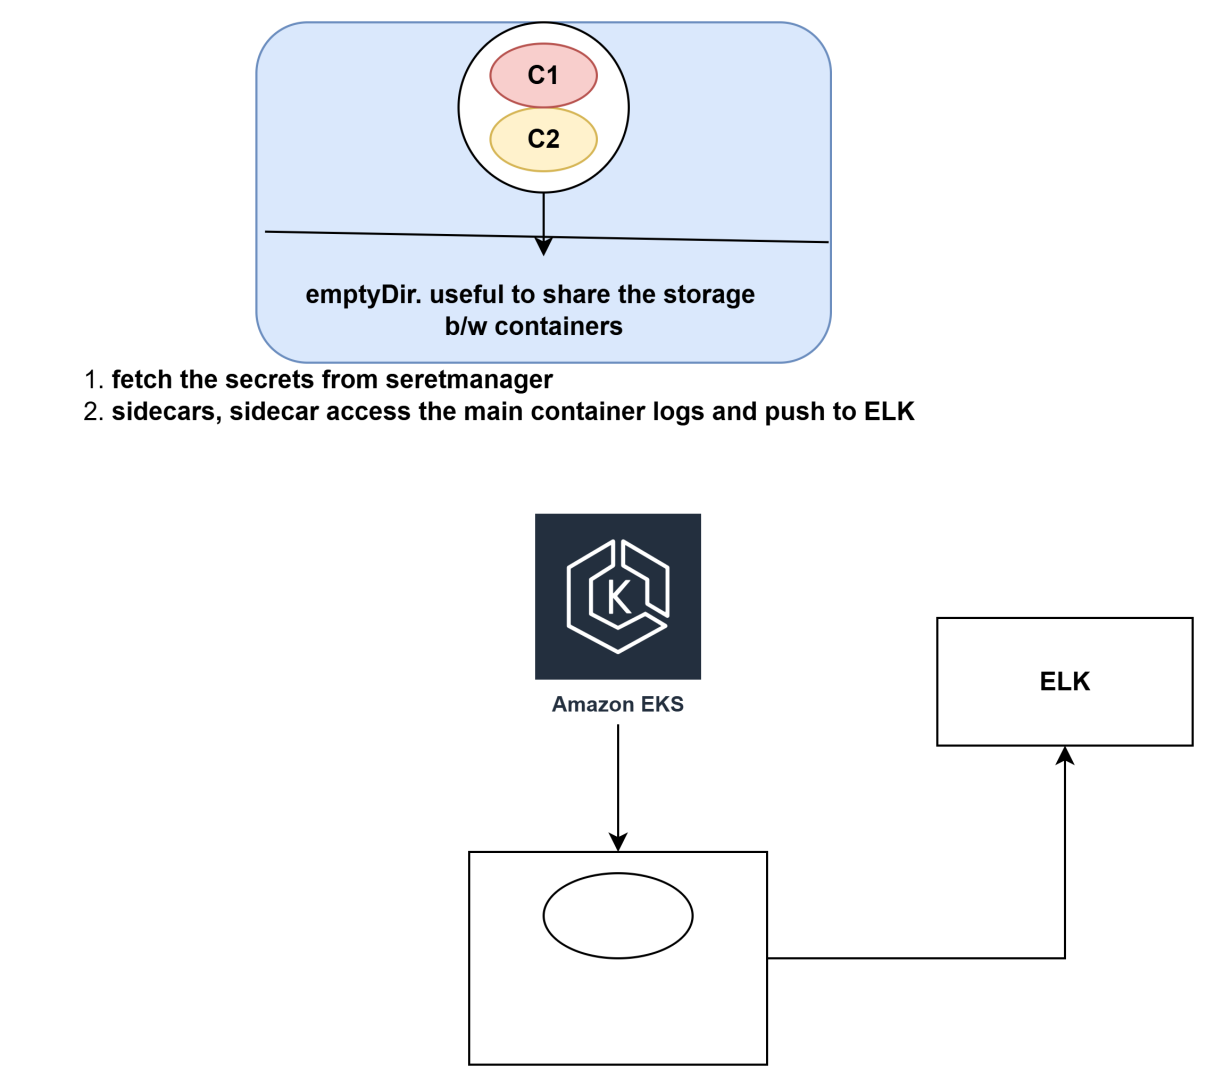 C1
C2
emptyDir. useful to share the storage
b/w containers
1. fetch the secrets from seretmanager
2. sidecars, sidecar access the main container logs and push to ELK
K
Amazon EKS
ELK